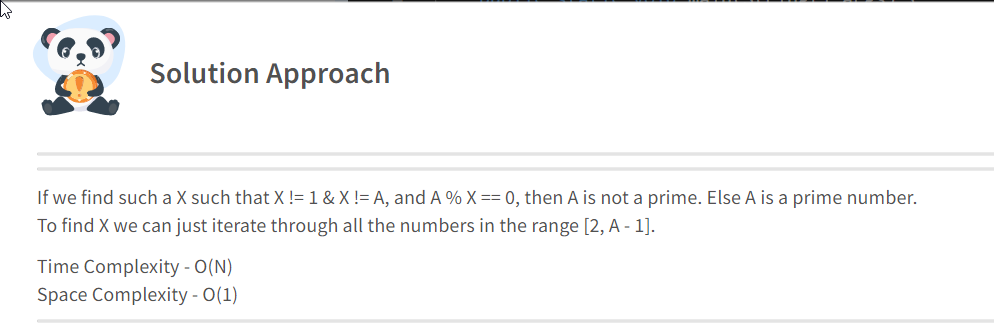 Solution Approach
If we find such a X such that X != 1 & X != A, and A % X == 0, then A is not a prime. Else A is a prime number.
To find X we can just iterate through all the numbers in the range [2, A - 1].
Time Complexity - O(N)
Space Complexity - O(1)